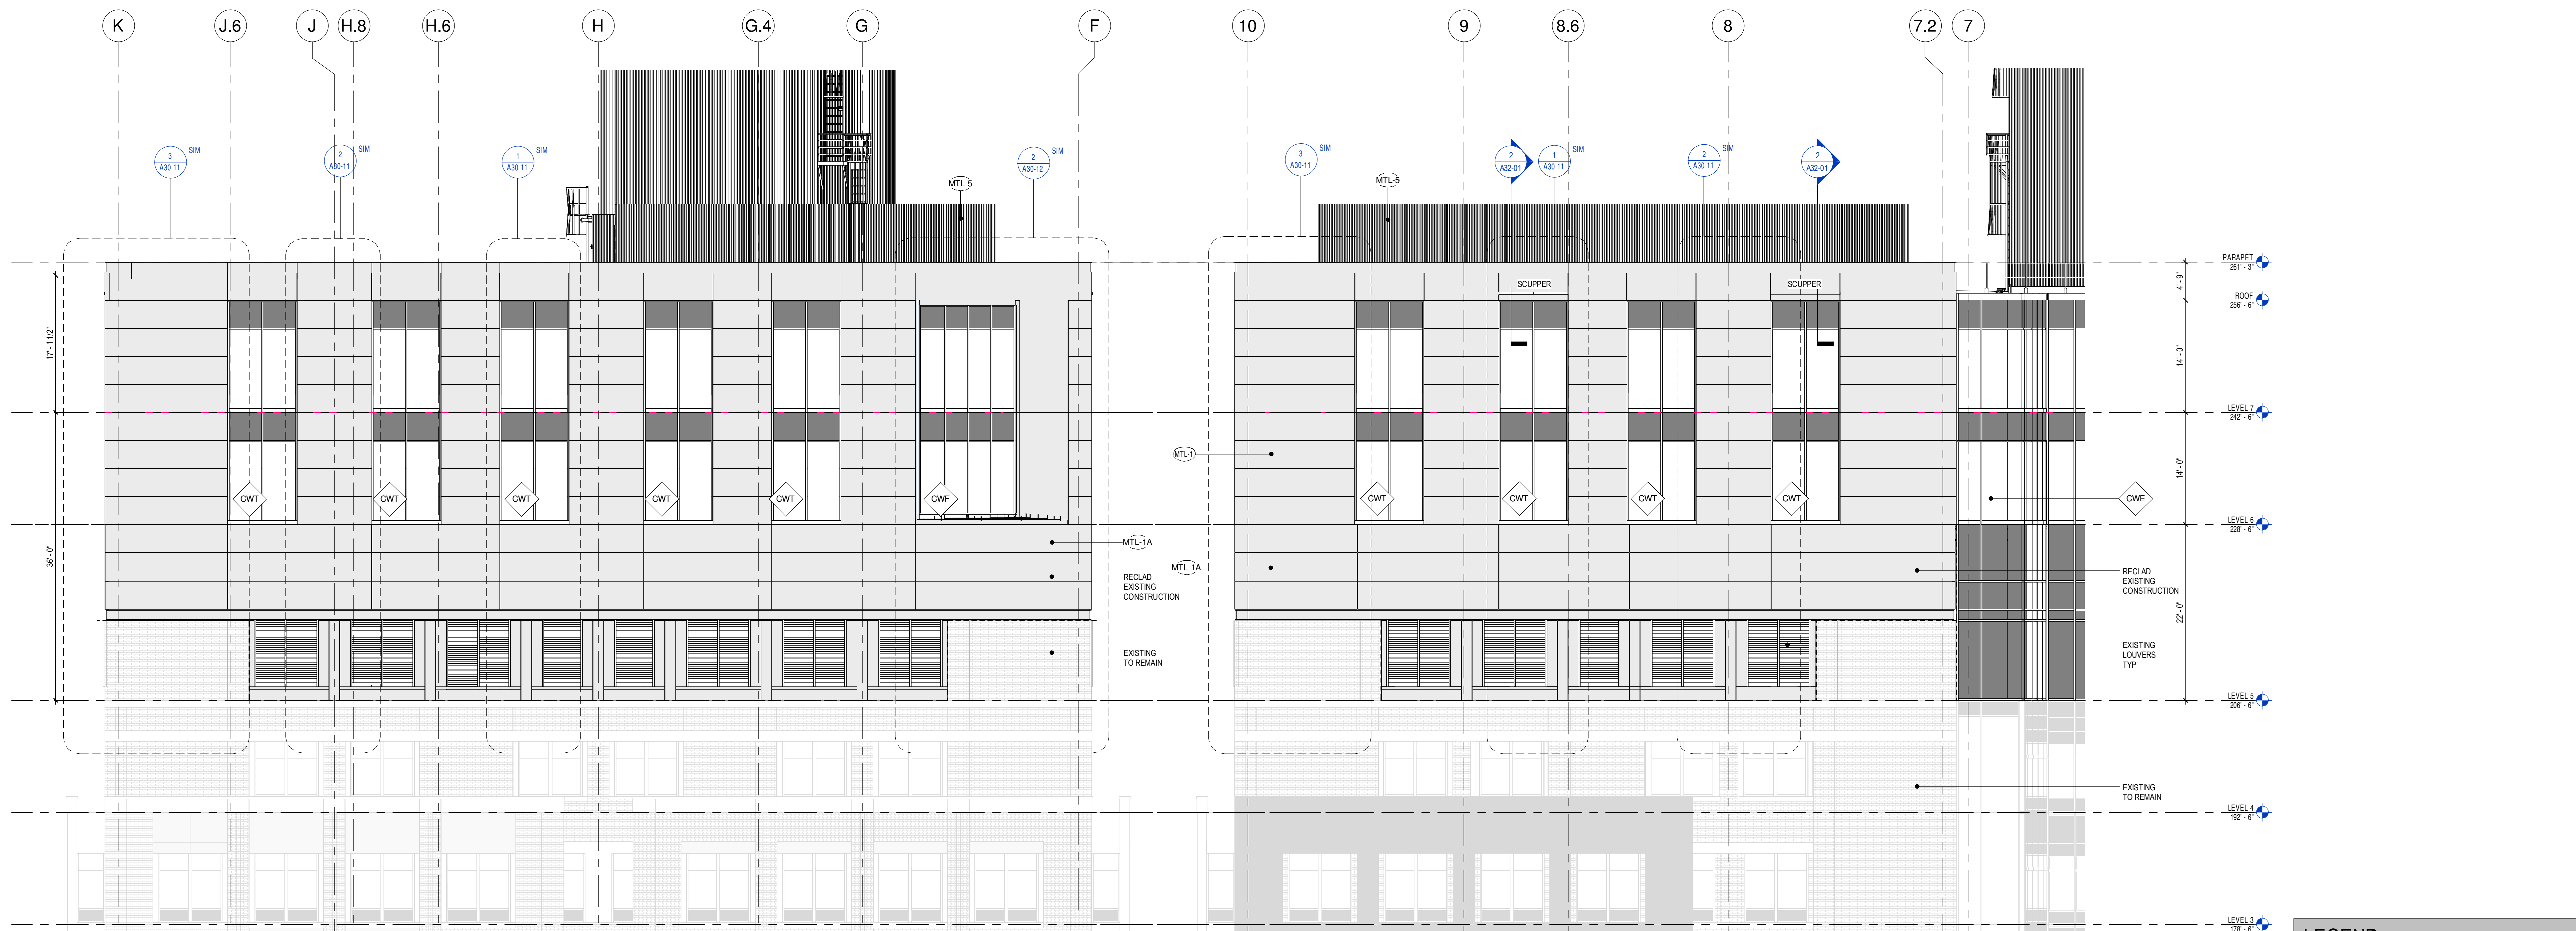 K J.6 J H.8 H.6 H G.4 G F 10 9 8.6 8 7.2 7
3
A30-11
SIM
2
A30-11
SIM
1
A30-11
SIM
2
A30-12
SIM
3
A30-11
SIM
2
A32-01
1
A30-11
SIM
2
A30-11
SIM
2
A32-01
MTL-5
MTL-5
SCUPPER
SCUPPER
17' - 1 1/2"
36' - 0"
CWT CWT CWT CWT CWT CWF
MTL-1A
RECLAD
EXISTING
CONSTRUCTION
EXISTING
TO REMAIN
MTL-1
MTL-1A
CWT CWT CWT CWT CWE
RECLAD
EXISTING
CONSTRUCTION
EXISTING
LOUVERS
TYP
EXISTING
TO REMAIN
4' - 9"
14' - 0"
14' - 0"
22' - 0"
PARAPET
261' - 3"
ROOF
256' - 6"
LEVEL 7
242' - 6"
LEVEL 6
228' - 6"
LEVEL 5
206' - 6"
LEVEL 4
192' - 6"
LEVEL 3
178' - 6"
LEGEND